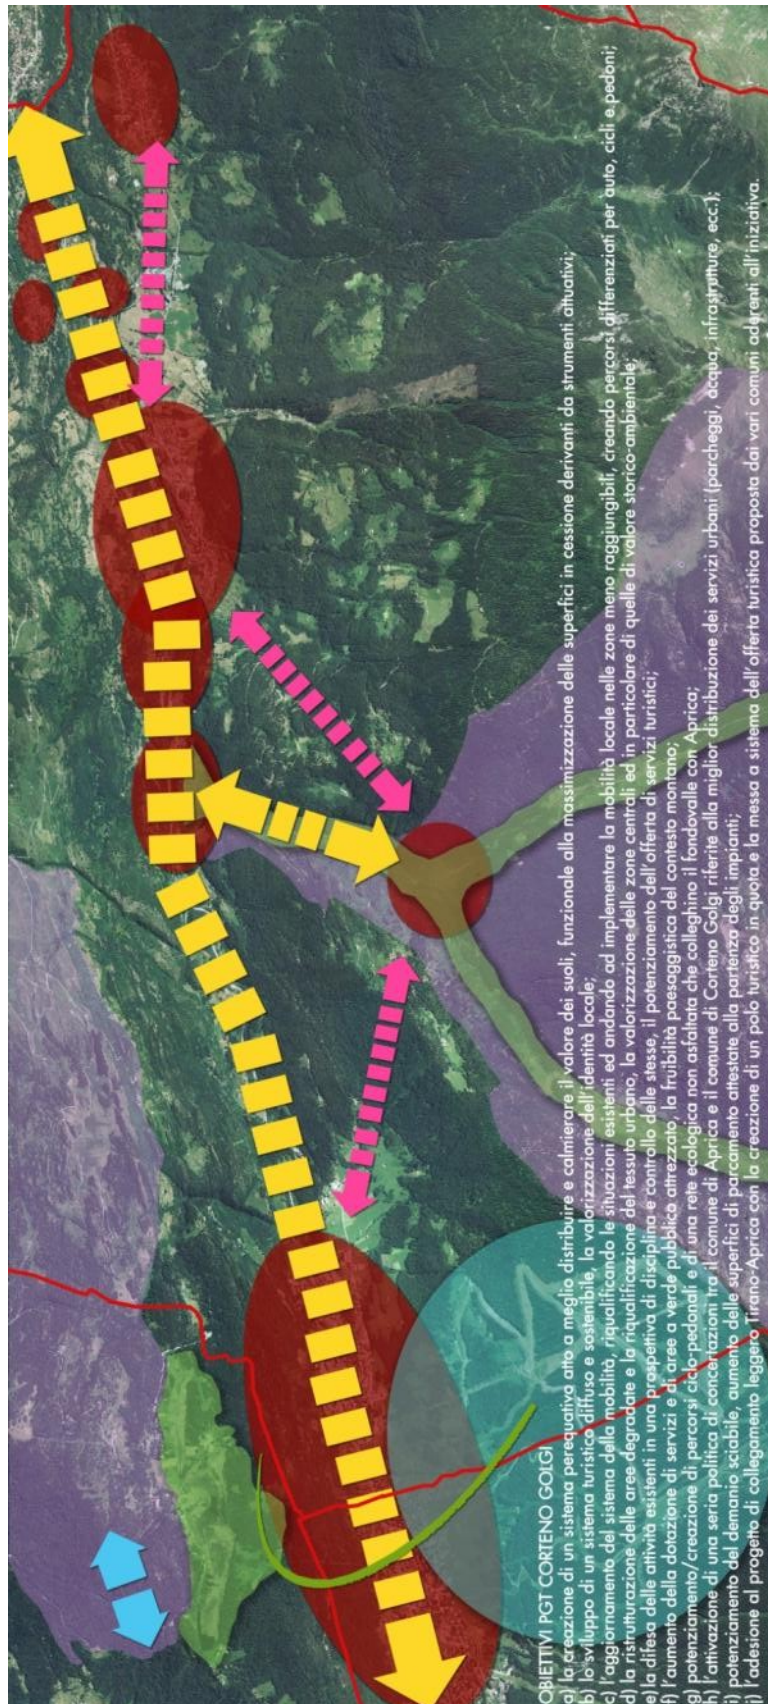 OBIETTIVI PGT CORTENO GOLGI
a) la creazione di un sistema perequativo atto a meglio distribuire e calmierare il valore dei suoli, funzionale alla massimizzazione delle superfici in cessione derivanti da strumenti attuativi;
b) lo sviluppo di un sistema turistico diffuso e sostenibile, la valorizzazione dell'identità locale;
c) l'aggiornamento del sistema della mobilità, riqualificando le situazioni esistenti ed andando ad implementare la mobilità locale nelle zone meno raggiungibili, creando percorsi differenziati per auto, cicli e pedoni;
d) la ristrutturazione delle aree degradate e la riqualificazione del tessuto urbano, la valorizzazione delle zone centrali ed in particolare di quelle di valore storico-ambientale;
e) la difesa delle attività esistenti in una prospettiva di disciplina e controllo delle stesse, il potenziamento dell'offerta di servizi turistici;
f) l'aumento della dotazione di servizi e di aree a verde pubblico attrezzato, la fruibilità paesaggistica del contesto montano;
g) potenziamento/creazione di percorsi ciclo-pedonali e di una rete ecologica non asfaltata che colleghino il fondovalle con Aprica;
h) l'attivazione di una seria politica di concertazioni tra il comune di Aprica e il comune di Corteno Golgi riferite alla miglior distribuzione dei servizi urbani (parcheggi, acqua, infrastrutture, ecc.);
i) potenziamento del demanio sciabile, aumento delle superfici di parcamento attestate alla partenza degli impianti;
j) l'adesione al progetto di collegamento leggero Tirano-Aprica con la creazione di un polo turistico in quota e la messa a sistema dell'offerta turistica proposta dai vari comuni aderenti all'iniziativa.